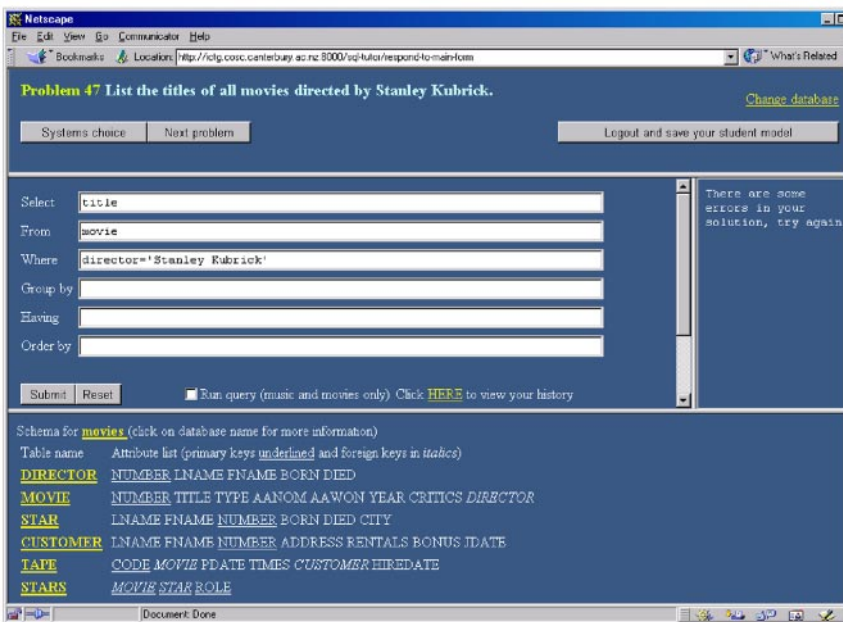 Netscape
File Edit View Go Communicator Help
Bookmarks Location: http://ictg.cosc.canterbury.ac.nz:8000/sql-tutor/respond-to-main-form What's Related
Problem 47 List the titles of all movies directed by Stanley Kubrick.
Change database
Systems choice Next problem Logout and save your student model
Select title
From movie
Where director='Stanley Kubrick'
Group by
Having
Order by
There are some
errors in your
solution, try again
Submit Reset Run query (music and movies only) Click HERE to view your history
Schema for movies (click on database name for more information)
Table name Attribute list (primary keys underlined and foreign keys in italics)
DIRECTOR NUMBER LNAME FNAME BORN DIED
MOVIE NUMBER TITLE TYPE AANOM AAWON YEAR CRITICS DIRECTOR
STAR LNAME FNAME NUMBER BORN DIED CITY
CUSTOMER LNAME FNAME NUMBER ADDRESS RENTALS BONUS JDATE
TAPE CODE MOVIE PDATE TIMES CUSTOMER HIREDATE
STARS MOVIE STAR ROLE
Document: Done